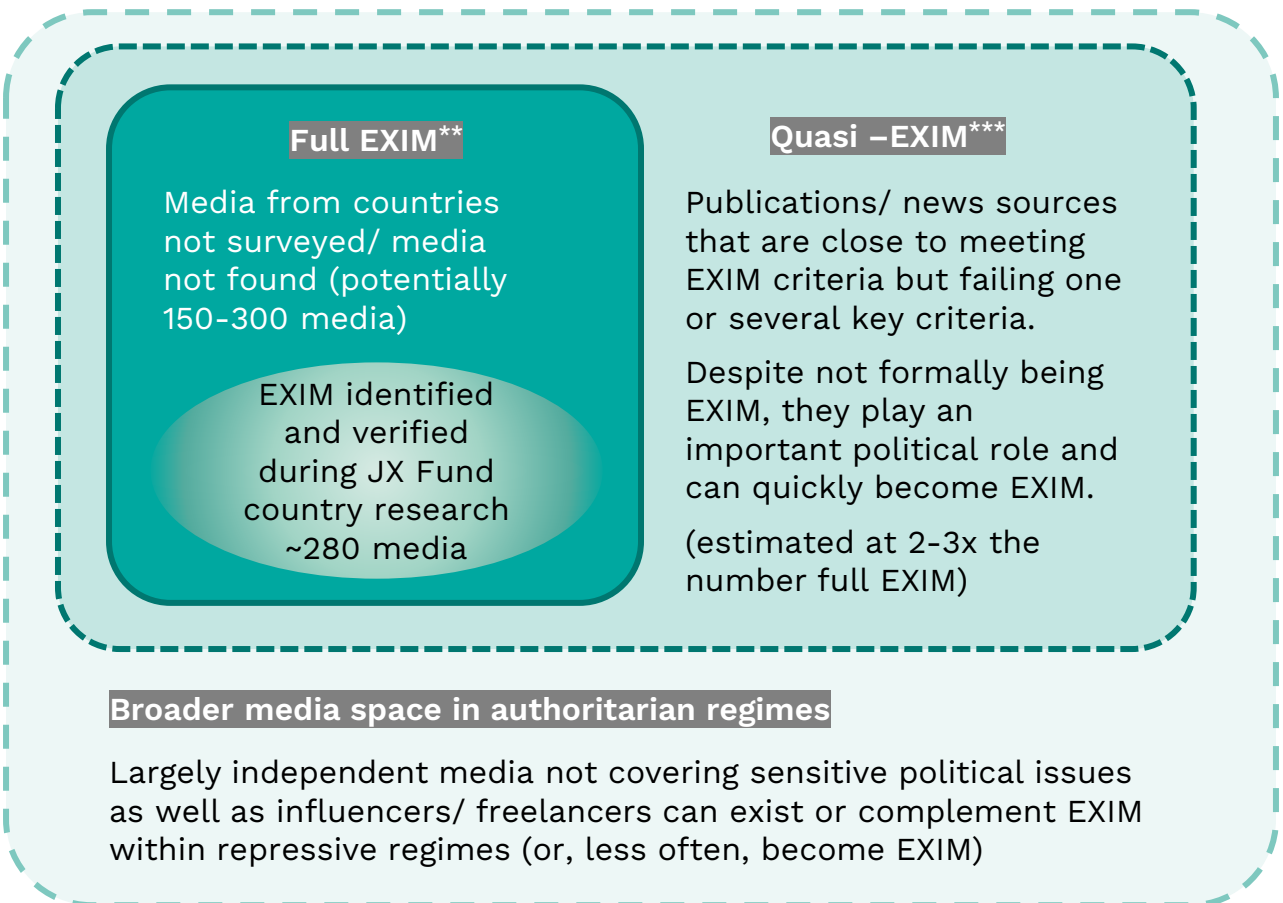 Full EXIM**
Media from countries
not surveyed/ media
not found (potentially
150-300 media)
EXIM identified
and verified
during JX Fund
country research
~280 media
Quasi –EXIM***
Publications/ news sources
that are close to meeting
EXIM criteria but failing one
or several key criteria.
Despite not formally being
EXIM, they play an
important political role and
can quickly become EXIM.
(estimated at 2-3x the
number full EXIM)
Broader media space in authoritarian regimes
Largely independent media not covering sensitive political issues
as well as influencers/ freelancers can exist or complement EXIM
within repressive regimes (or, less often, become EXIM)